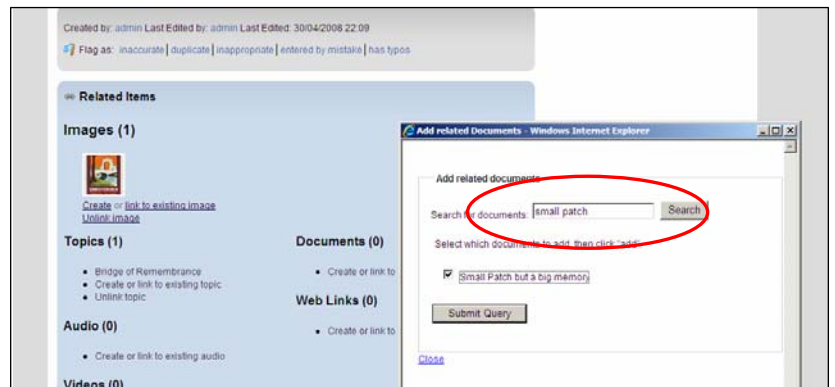 Created by: admin Last Edited by: admin Last Edited: 30/04/2008 22:09
Flag as: inaccurate | duplicate | inappropriate | entered by mistake | has typos
Related Items
Images (1)
Create or link to existing image
Unlink image
Topics (1)
Bridge of Remembrance
Create or link to existing topic
Unlink topic
Audio (0)
Create or link to existing audio
Videos (0)
Documents (0)
Create or link to
Web Links (0)
Create or link to
Add related Documents - Windows Internet Explorer
Add related documents
Search for documents: small patch Search
Select which documents to add, then click "add"
Small Patch but a big memory
Submit Query
Close